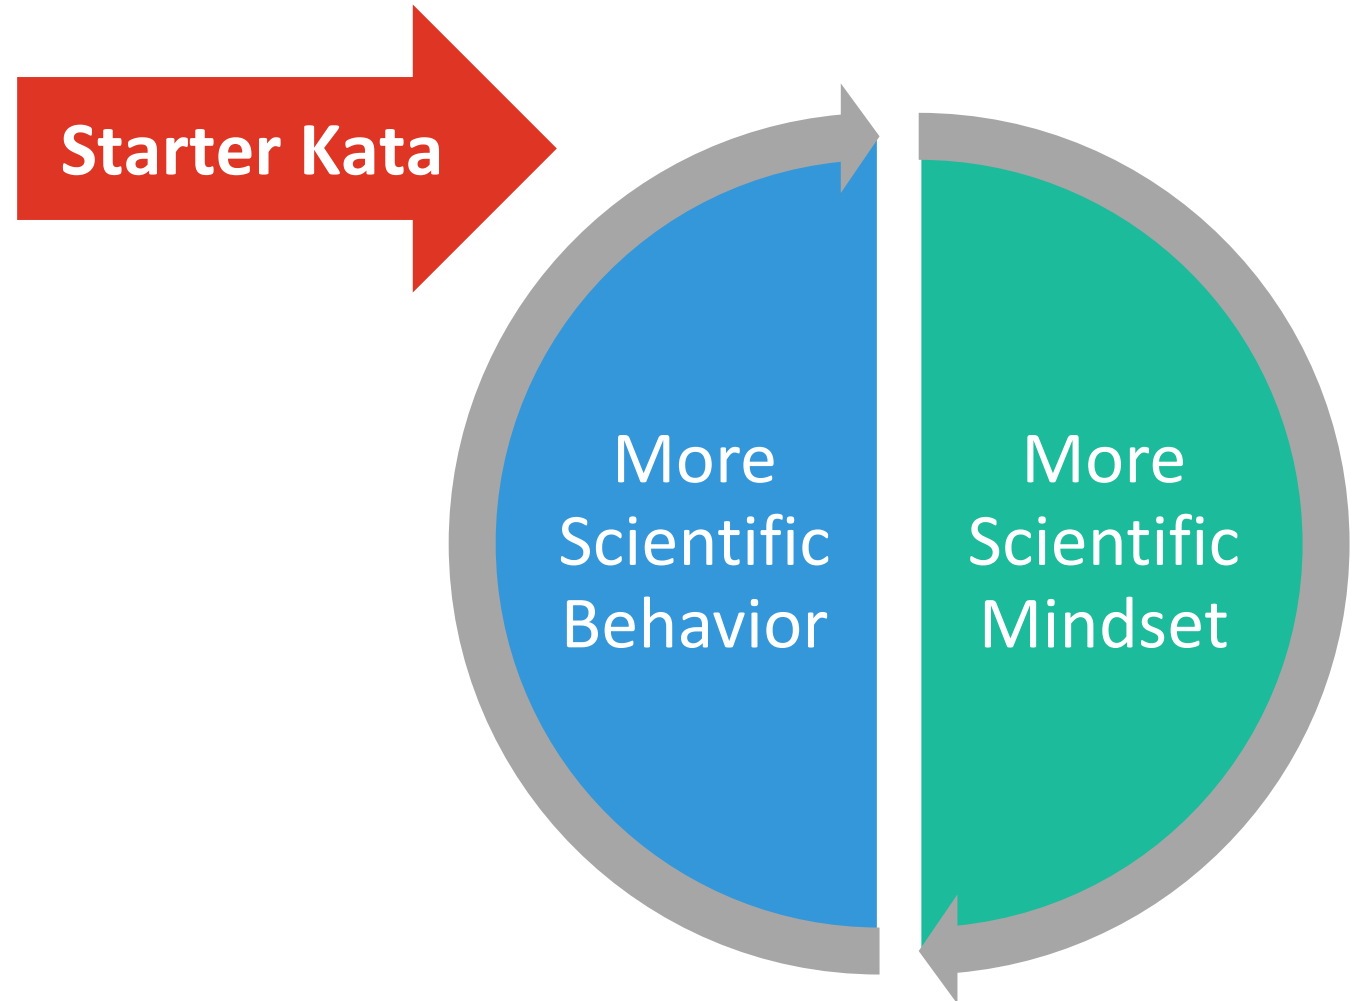 Starter Kata
More
Scientific
Behavior
More
Scientific
Mindset